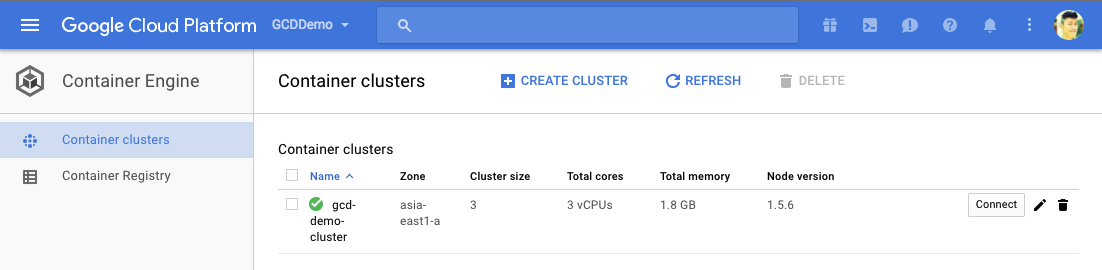 Google Cloud Platform GCDDemo
Container Engine
Container clusters CREATE CLUSTER REFRESH DELETE
Container clusters
Container Registry
Container clusters
Name Zone Cluster size Total cores Total memory Node version
gcd-
demo-
cluster
asia-
east1-a
3 3 vCPUs 1.8 GB 1.5.6 Connect